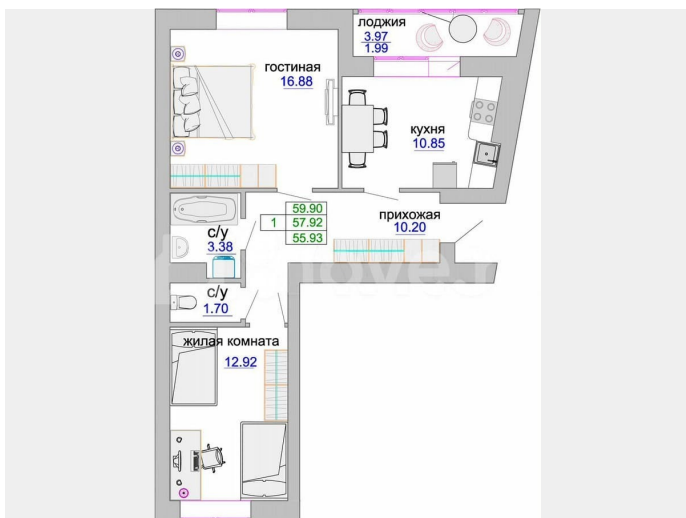 лоджия
3.97
1.99
гостиная
16.88
кухня
10.85
59.90
1 57.92
55.93
прихожая
10.20
с/у
3.38
с/у
1.70
жилая комната
12.92